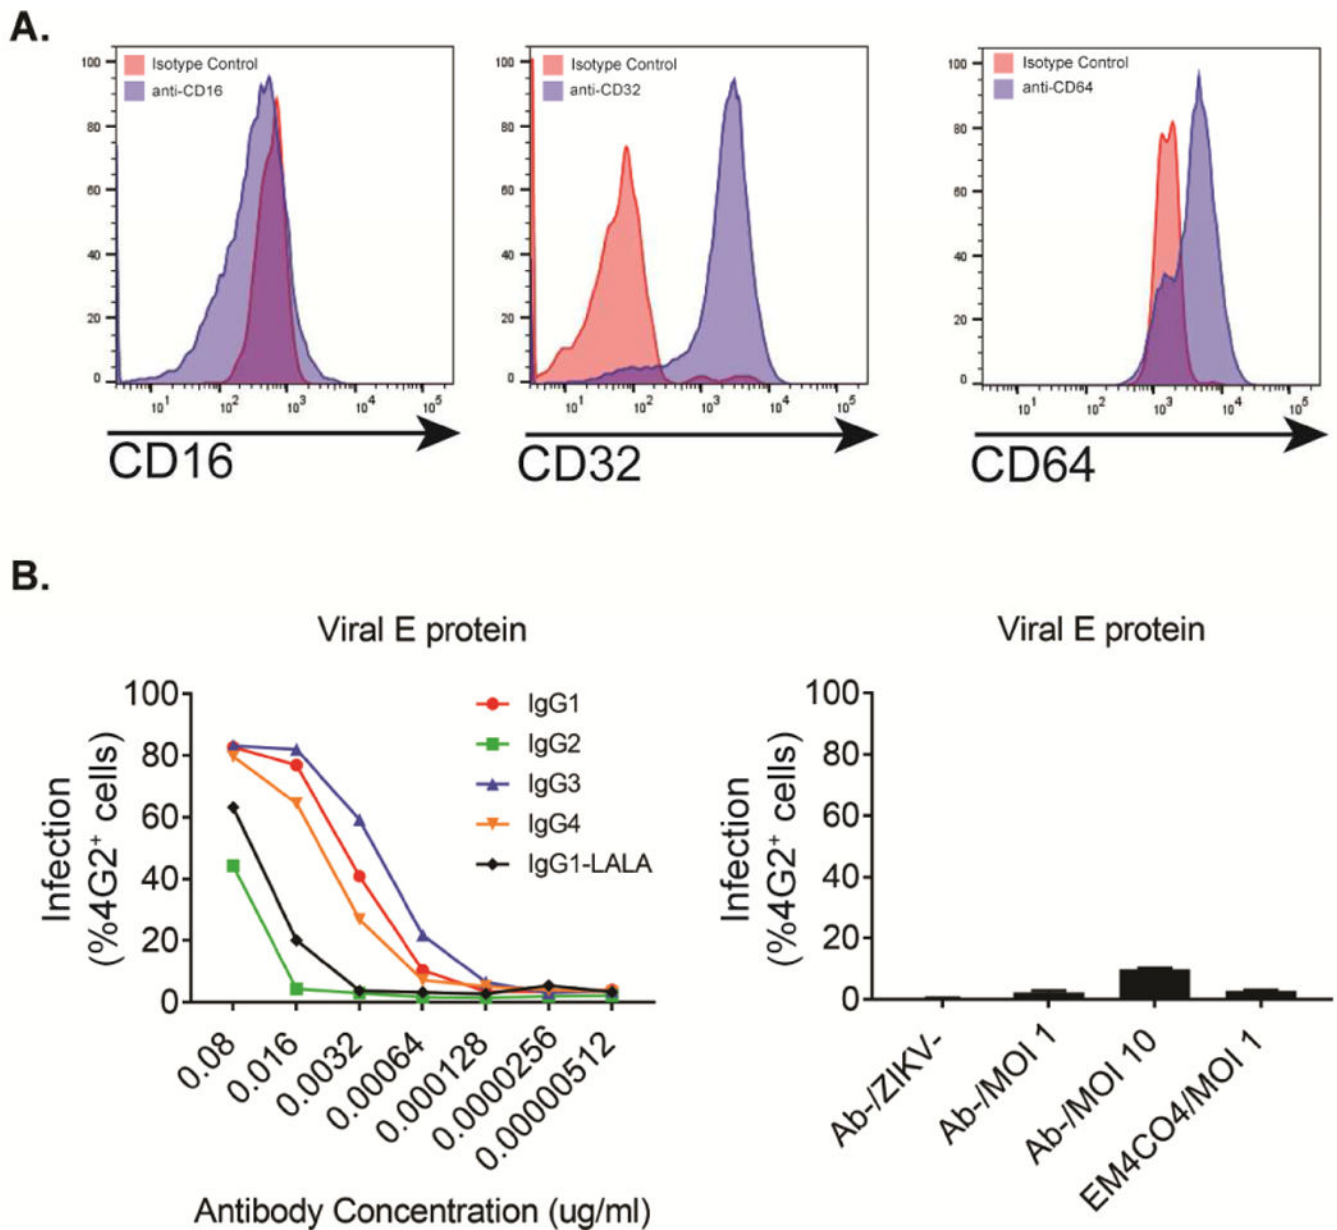 A.
Isotype Control
anti-CD16
100
80
60
40
20
0
10^1 10^2 10^3 10^4 10^5
CD16
Isotype Control
anti-CD32
100
80
60
40
20
0
10^1 10^2 10^3 10^4 10^5
CD32
Isotype Control
anti-CD64
100
80
60
40
20
0
10^1 10^2 10^3 10^4 10^5
CD64
B.
Viral E protein
Infection
(%4G2+ cells)
100
80
60
40
20
0
IgG1
IgG2
IgG3
IgG4
IgG1-LALA
0.08
0.016
0.0032
0.00064
0.000128
0.0000256
0.00000512
Antibody Concentration (ug/ml)
Viral E protein
Infection
(%4G2+ cells)
100
80
60
40
20
0
Ab-/ZIKV-
Ab-/MOI 1
Ab-/MOI 10
EM4CO4/MOI 1